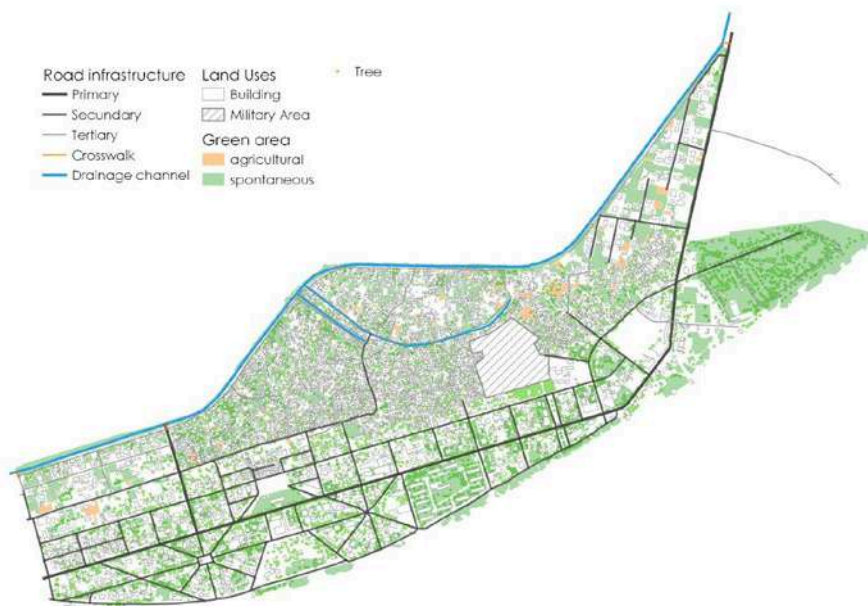 Road infrastructure
Primary
Secundary
Tertiary
Crosswalk
Drainage channel
Land Uses
Building
Military Area
Green area
agricultural
spontaneous
Tree